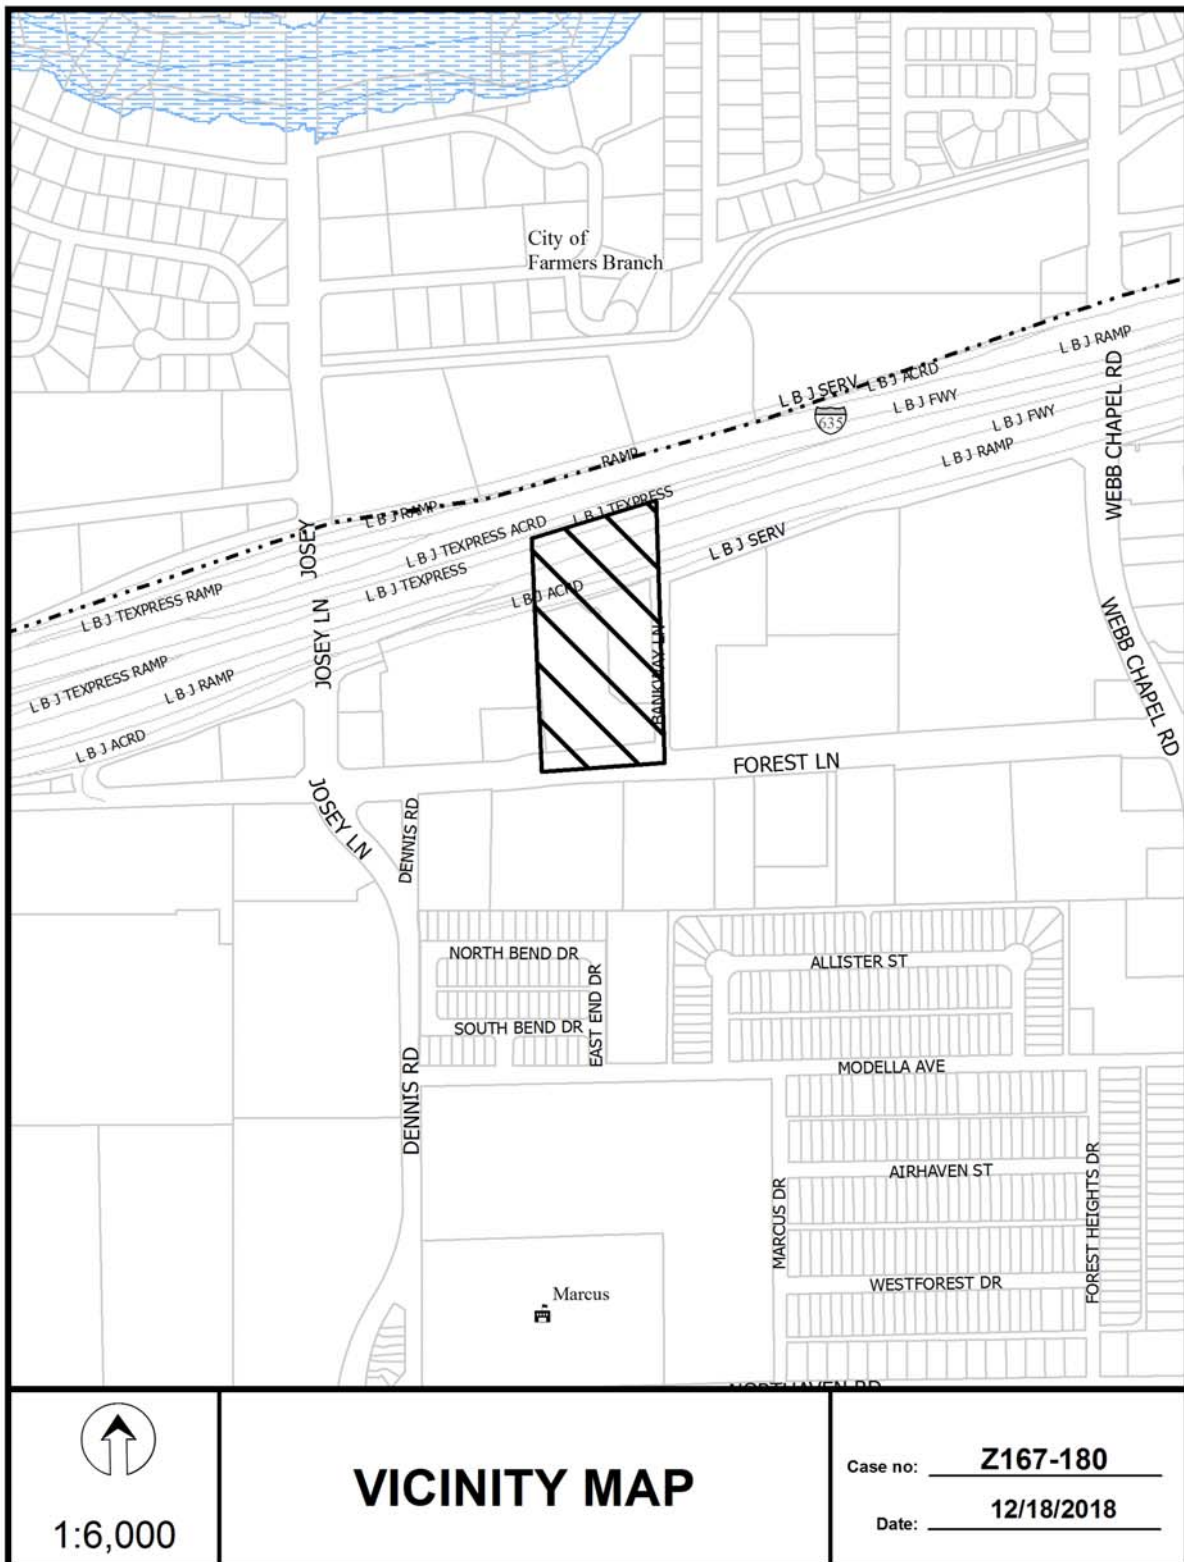 City of
Farmers Branch
L B J RAMP
L B J SERV
L B J ACRD
L B J FWY
635
L B J FWY
L B J RAMP
WEBB CHAPEL RD
RAMP
L B J RAMP
L B J TEXPRESS
JOSEY
L B J TEXPRESS ACRD
L B J SERV
L B J TEXPRESS
L B J ACRD
L B J TEXPRESS RAMP
JOSEY LN
BANKWAY LN
WEBB CHAPEL RD
L B J TEXPRESS RAMP
L B J RAMP
L B J ACRD
FOREST LN
JOSEY LN
DENNIS RD
NORTH BEND DR
ALLISTER ST
EAST END DR
SOUTH BEND DR
DENNIS RD
MODELLA AVE
AIRHAVEN ST
MARCUS DR
FOREST HEIGHTS DR
WESTFOREST DR
Marcus
NORTHAVEN RD
1:6,000
VICINITY MAP
Case no: Z167-180
Date: 12/18/2018